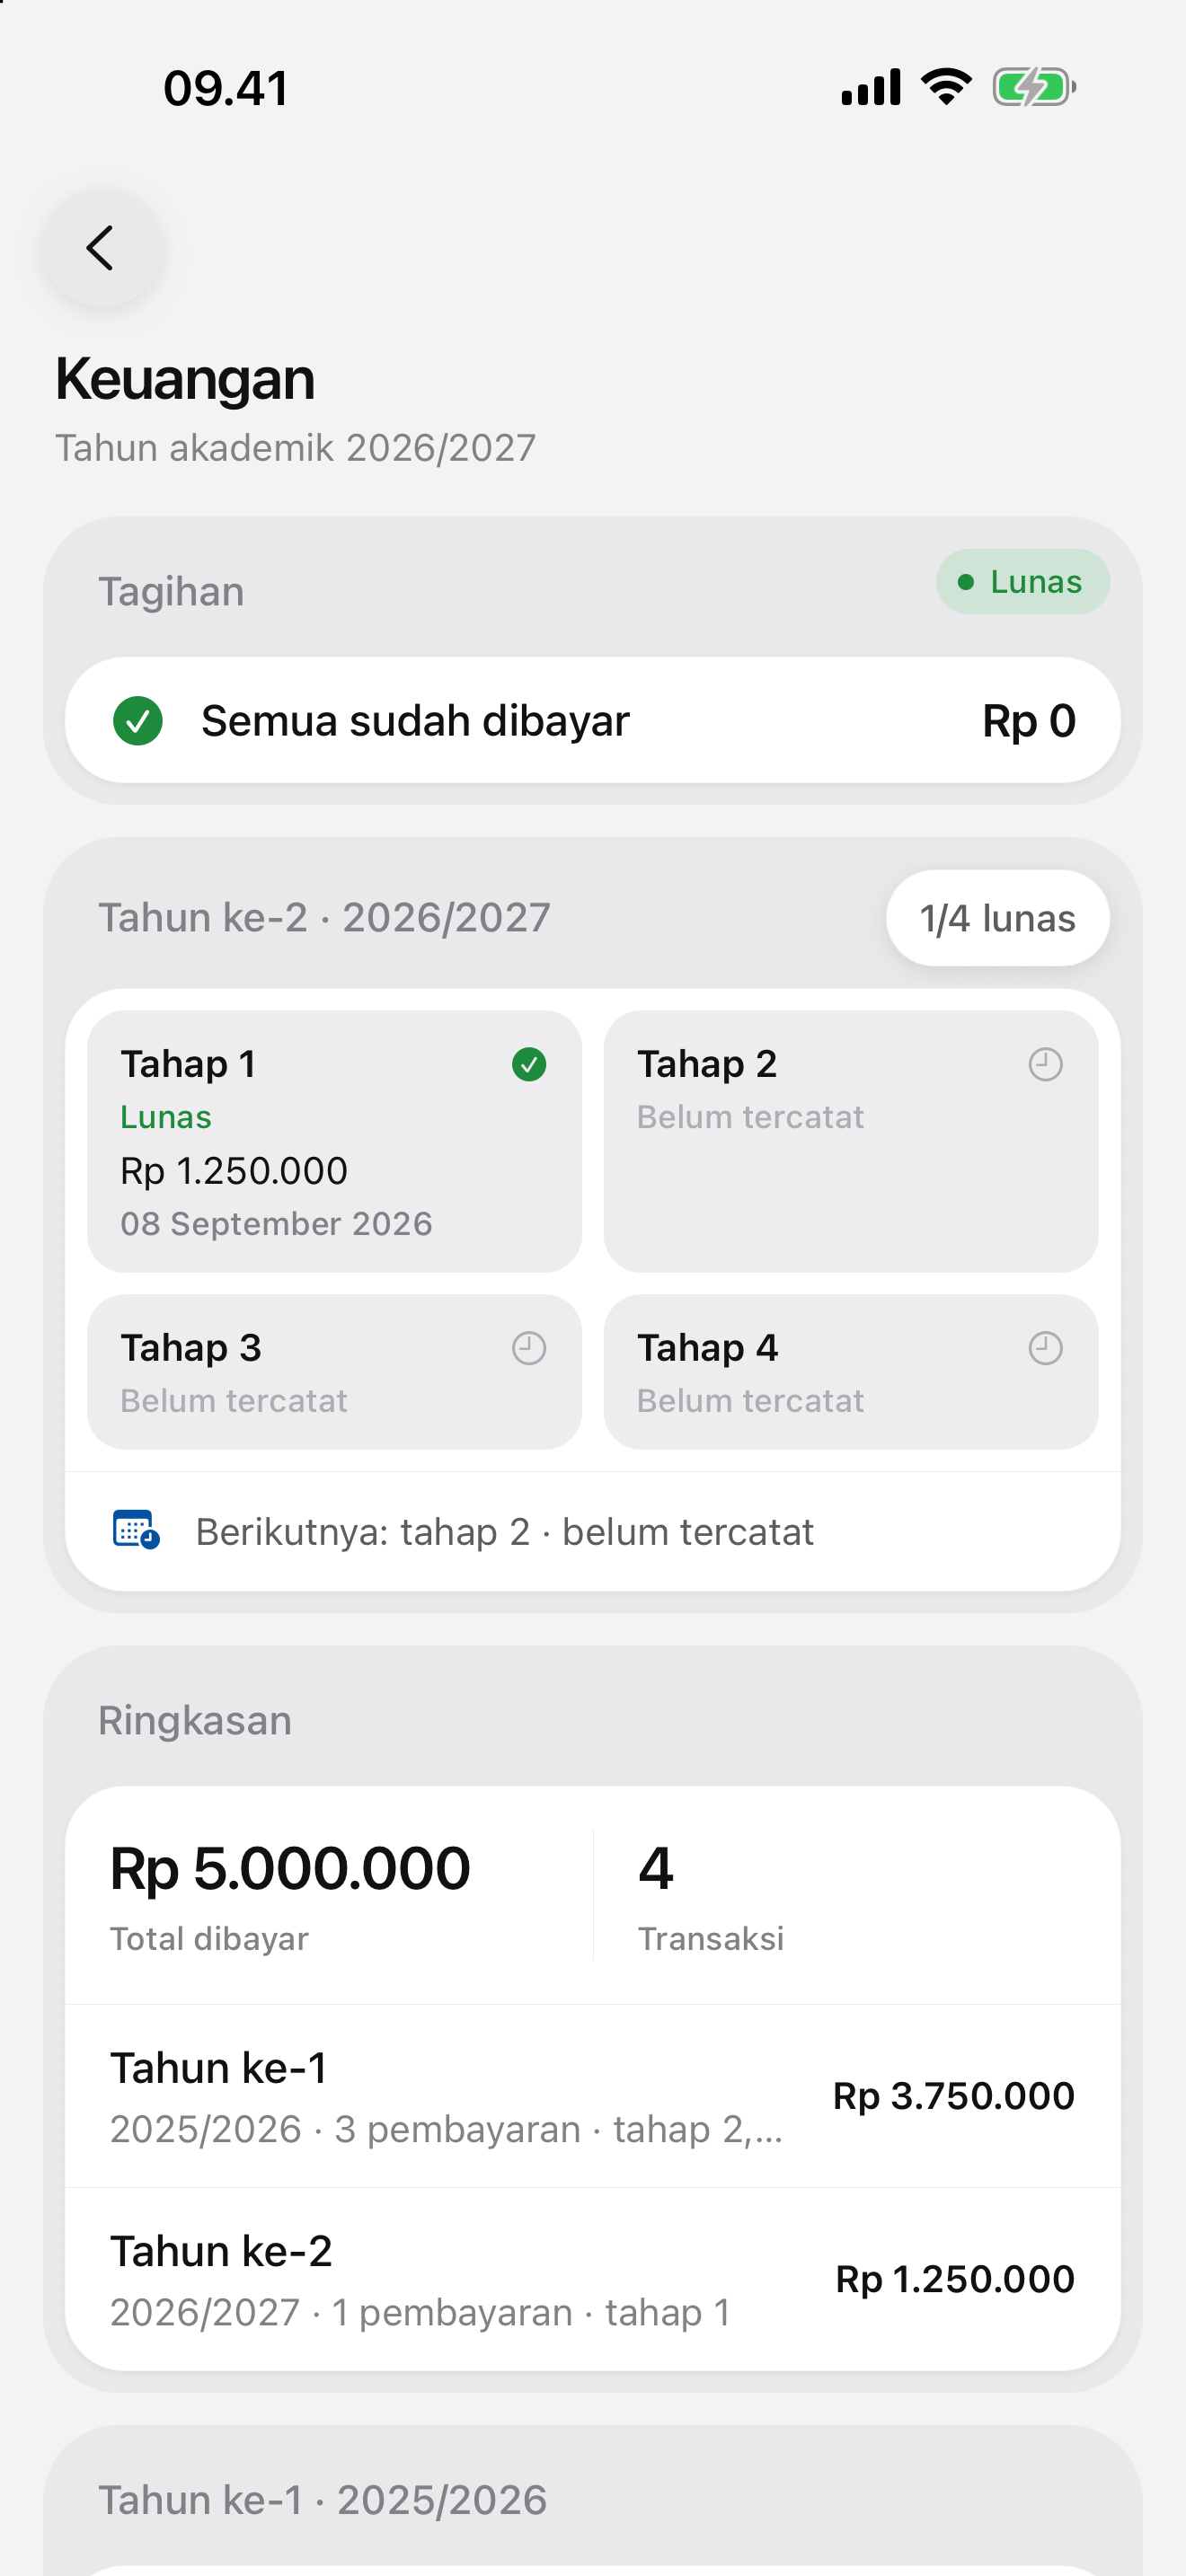 09.41
Keuangan
Tahun akademik 2026/2027
Tagihan
Lunas
Semua sudah dibayar
Rp 0
Tahun ke-2 · 2026/2027
1/4 lunas
Tahap 1
Lunas
Rp 1.250.000
08 September 2026
Tahap 2
Belum tercatat
Tahap 3
Belum tercatat
Tahap 4
Belum tercatat
Berikutnya: tahap 2 · belum tercatat
Ringkasan
Rp 5.000.000
Total dibayar
4
Transaksi
Tahun ke-1
2025/2026 · 3 pembayaran · tahap 2,...
Rp 3.750.000
Tahun ke-2
2026/2027 · 1 pembayaran · tahap 1
Rp 1.250.000
Tahun ke-1 · 2025/2026